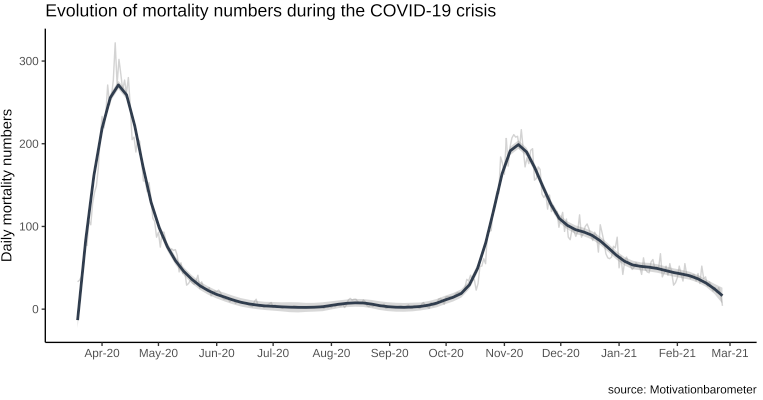 Evolution of mortality numbers during the COVID-19 crisis
Daily mortality numbers
300
200
100
0
Apr-20 May-20 Jun-20 Jul-20 Aug-20 Sep-20 Oct-20 Nov-20 Dec-20 Jan-21 Feb-21 Mar-21
source: Motivationbarometer